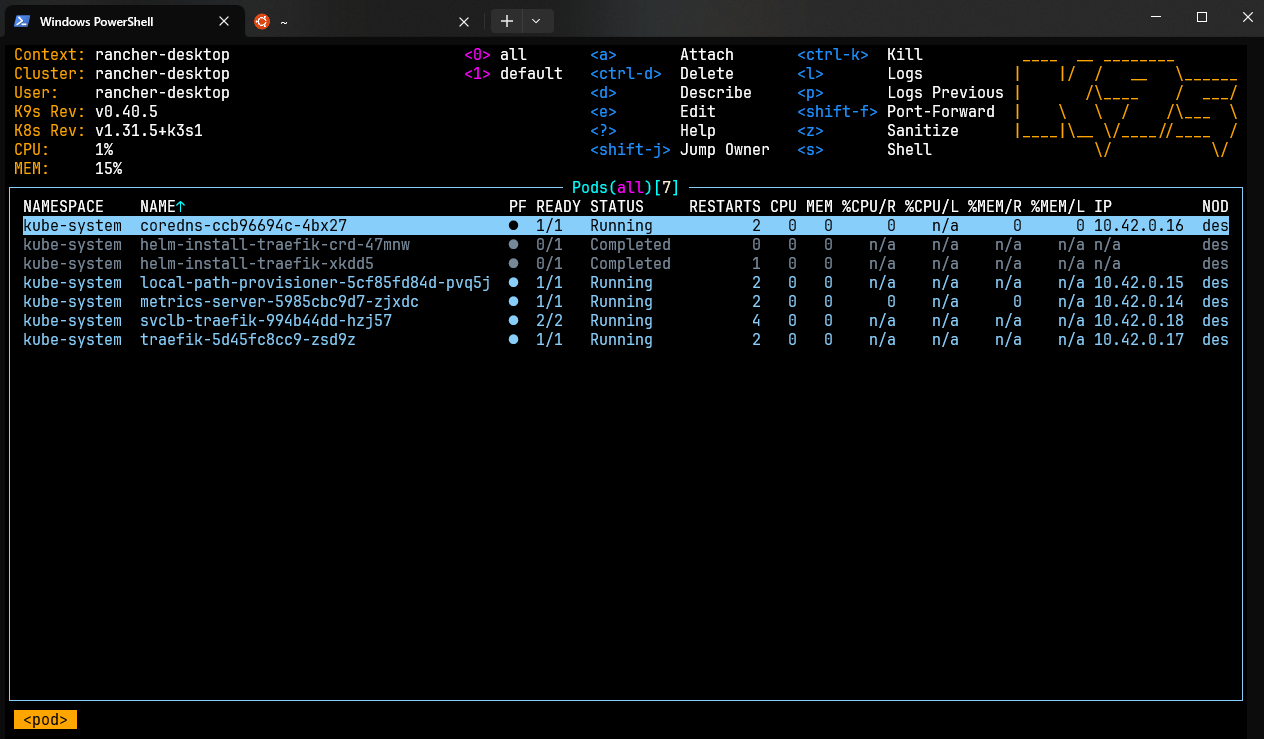 Windows PowerShell
~
Context: rancher-desktop <0> all <a> Attach <ctrl-k> Kill
Cluster: rancher-desktop <1> default <ctrl-d> Delete <l> Logs
User: rancher-desktop <d> Describe <p> Logs Previous
K9s Rev: v0.40.5 <e> Edit <shift-f> Port-Forward
K8s Rev: v1.31.5+k3s1 <?> Help <z> Sanitize
CPU: 1% <shift-j> Jump Owner <s> Shell
MEM: 15%
Pods(all)[7]
NAMESPACE NAME↑ PF READY STATUS RESTARTS CPU MEM %CPU/R %CPU/L %MEM/R %MEM/L IP NOD
kube-system coredns-ccb96694c-4bx27 ● 1/1 Running 2 0 0 0 n/a 0 0 10.42.0.16 des
kube-system helm-install-traefik-crd-47mnw ● 0/1 Completed 0 0 0 n/a n/a n/a n/a n/a des
kube-system helm-install-traefik-xkdd5 ● 0/1 Completed 1 0 0 n/a n/a n/a n/a n/a des
kube-system local-path-provisioner-5cf85fd84d-pvq5j ● 1/1 Running 2 0 0 n/a n/a n/a n/a 10.42.0.15 des
kube-system metrics-server-5985cbc9d7-zjxdc ● 1/1 Running 2 0 0 0 n/a 0 n/a 10.42.0.14 des
kube-system svclb-traefik-994b44dd-hzj57 ● 2/2 Running 4 0 0 n/a n/a n/a n/a 10.42.0.18 des
kube-system traefik-5d45fc8cc9-zsd9z ● 1/1 Running 2 0 0 n/a n/a n/a n/a 10.42.0.17 des
<pod>